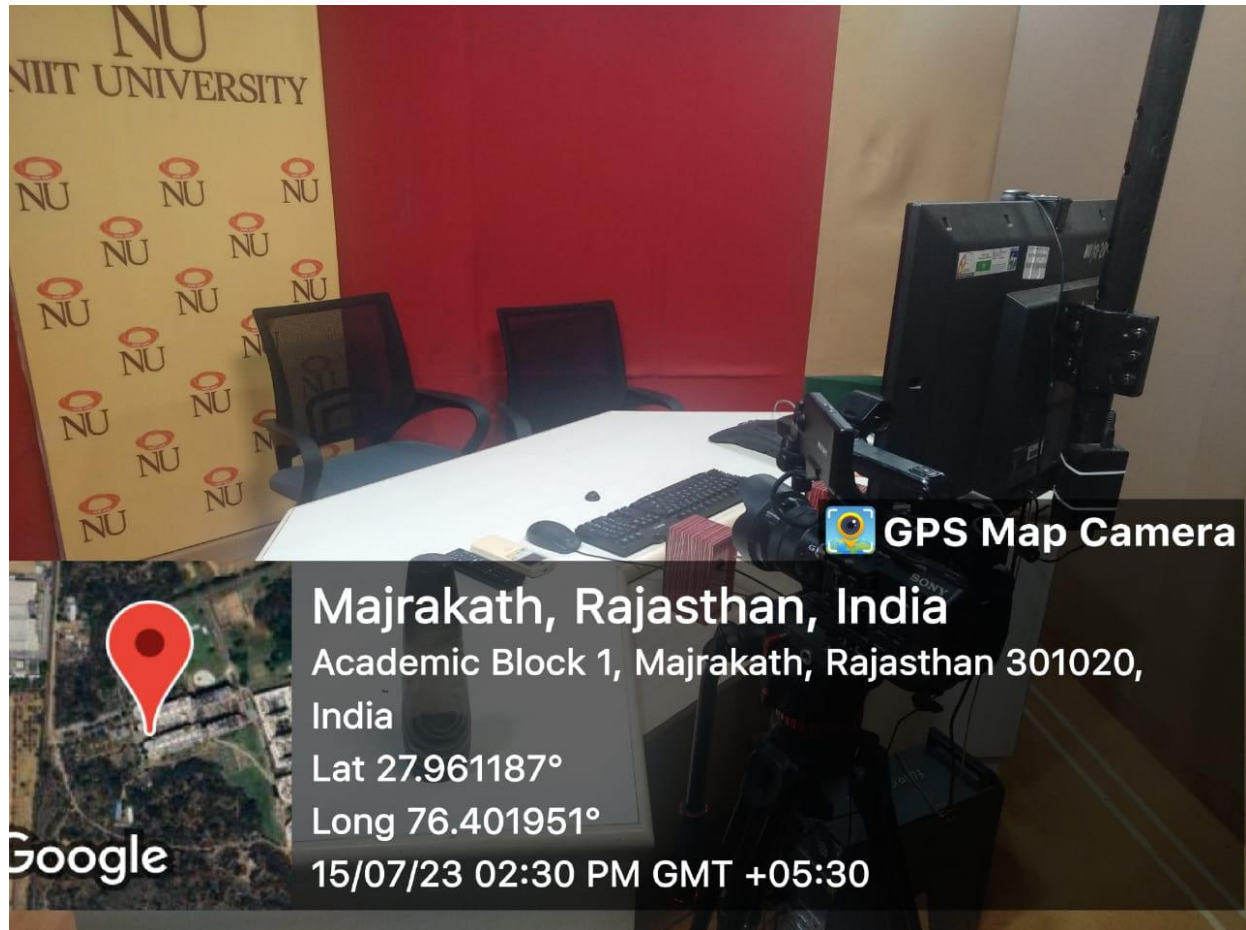 NU
NIIT UNIVERSITY
NU NU NU
NU NU
NU NU NU
NU
NU NU
NU
NU
NU
GPS Map Camera
SONY
Majrakath, Rajasthan, India
Academic Block 1, Majrakath, Rajasthan 301020,
India
Lat 27.961187°
Long 76.401951°
15/07/23 02:30 PM GMT +05:30
Google